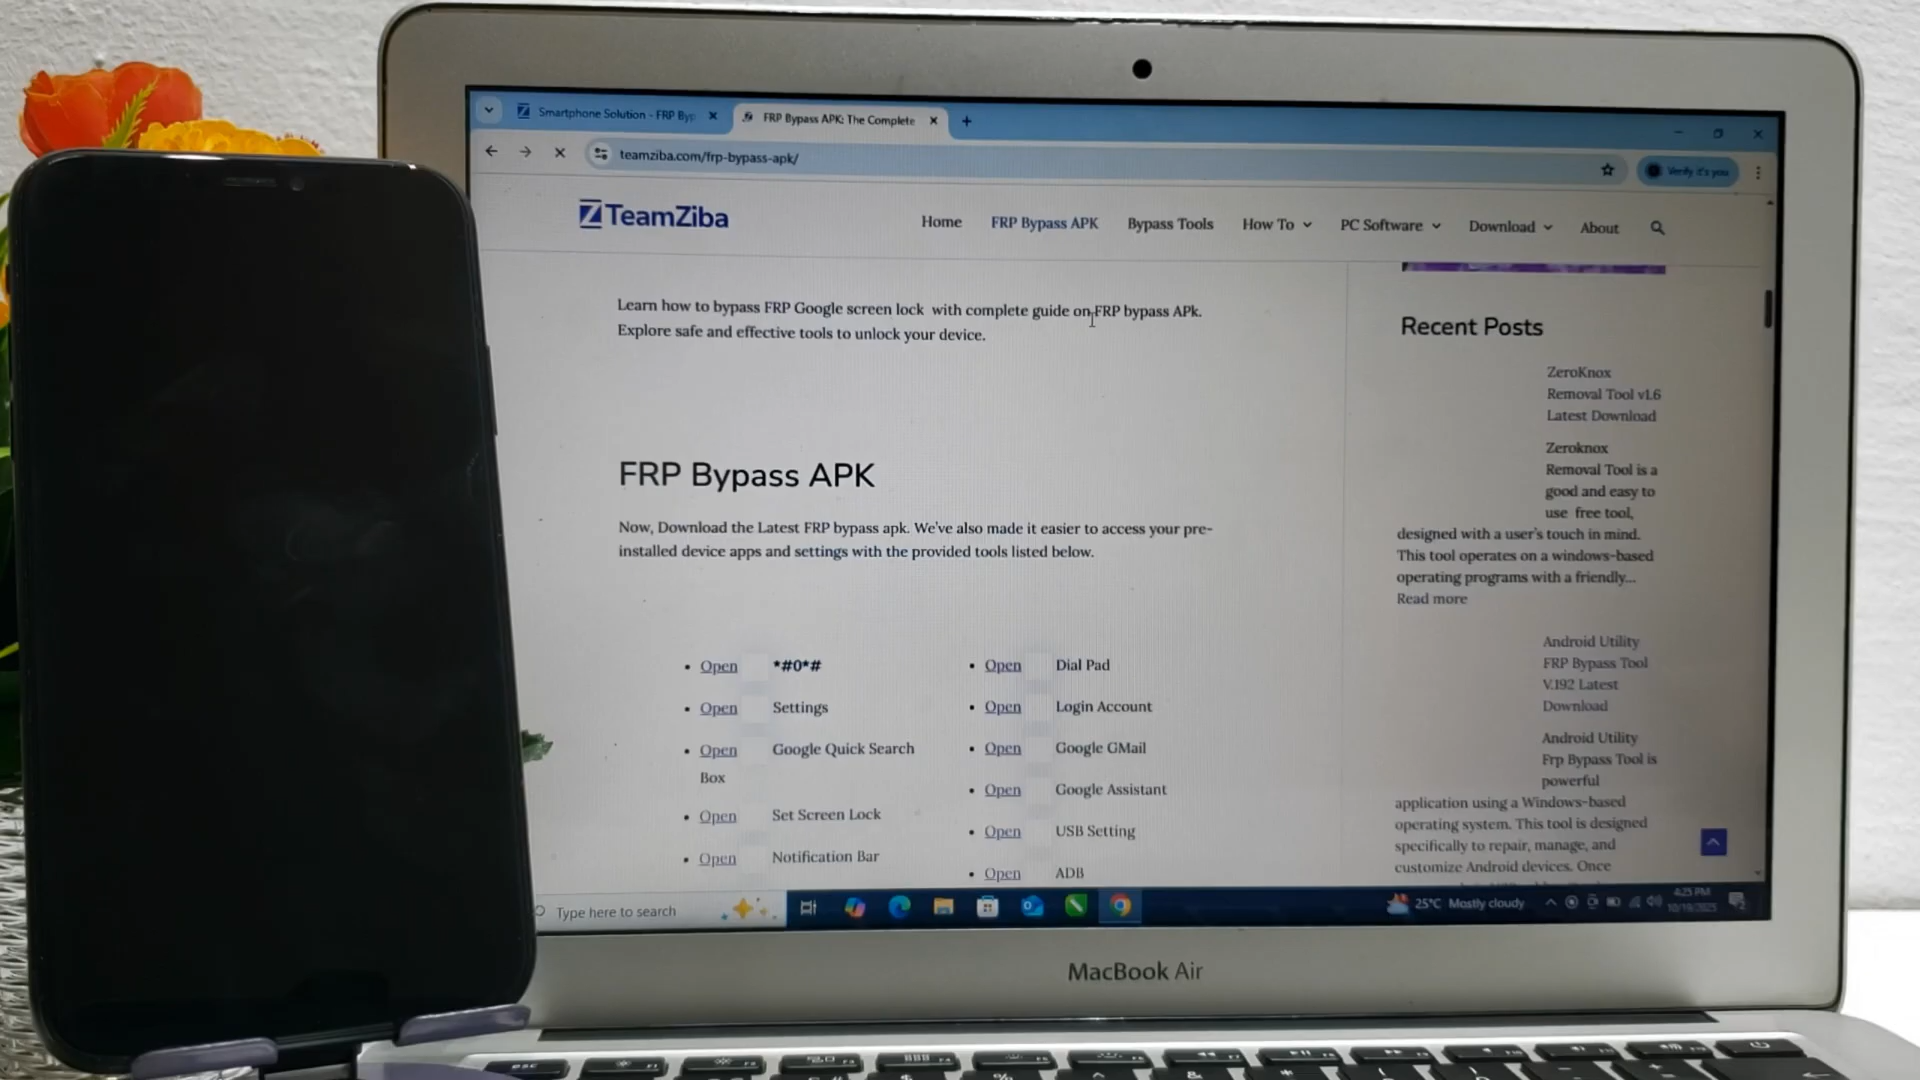 Smartphone Solution - FRP Byp
FRP Bypass APK: The Complete
teamziba.com/frp-bypass-apk/
Verify it's you
TeamZiba
Home
FRP Bypass APK
Bypass Tools
How To
PC Software
Download
About
Learn how to bypass FRP Google screen lock with complete guide on FRP bypass APk.
Explore safe and effective tools to unlock your device.
FRP Bypass APK
Now, Download the Latest FRP bypass apk. We've also made it easier to access your pre-
installed device apps and settings with the provided tools listed below.
• Open *#0*#
• Open Settings
• Open Google Quick Search
Box
• Open Set Screen Lock
• Open Notification Bar
• Open Dial Pad
• Open Login Account
• Open Google GMail
• Open Google Assistant
• Open USB Setting
• Open ADB
Recent Posts
ZeroKnox
Removal Tool v1.6
Latest Download
Zeroknox
Removal Tool is a
good and easy to
use free tool,
designed with a user's touch in mind.
This tool operates on a windows-based
operating programs with a friendly...
Read more
Android Utility
FRP Bypass Tool
V.192 Latest
Download
Android Utility
Frp Bypass Tool is
powerful
application using a Windows-based
operating system. This tool is designed
specifically to repair, manage, and
customize Android devices. Once
Type here to search
25°C Mostly cloudy
4:25 PM
10/19/2025
MacBook Air
esc